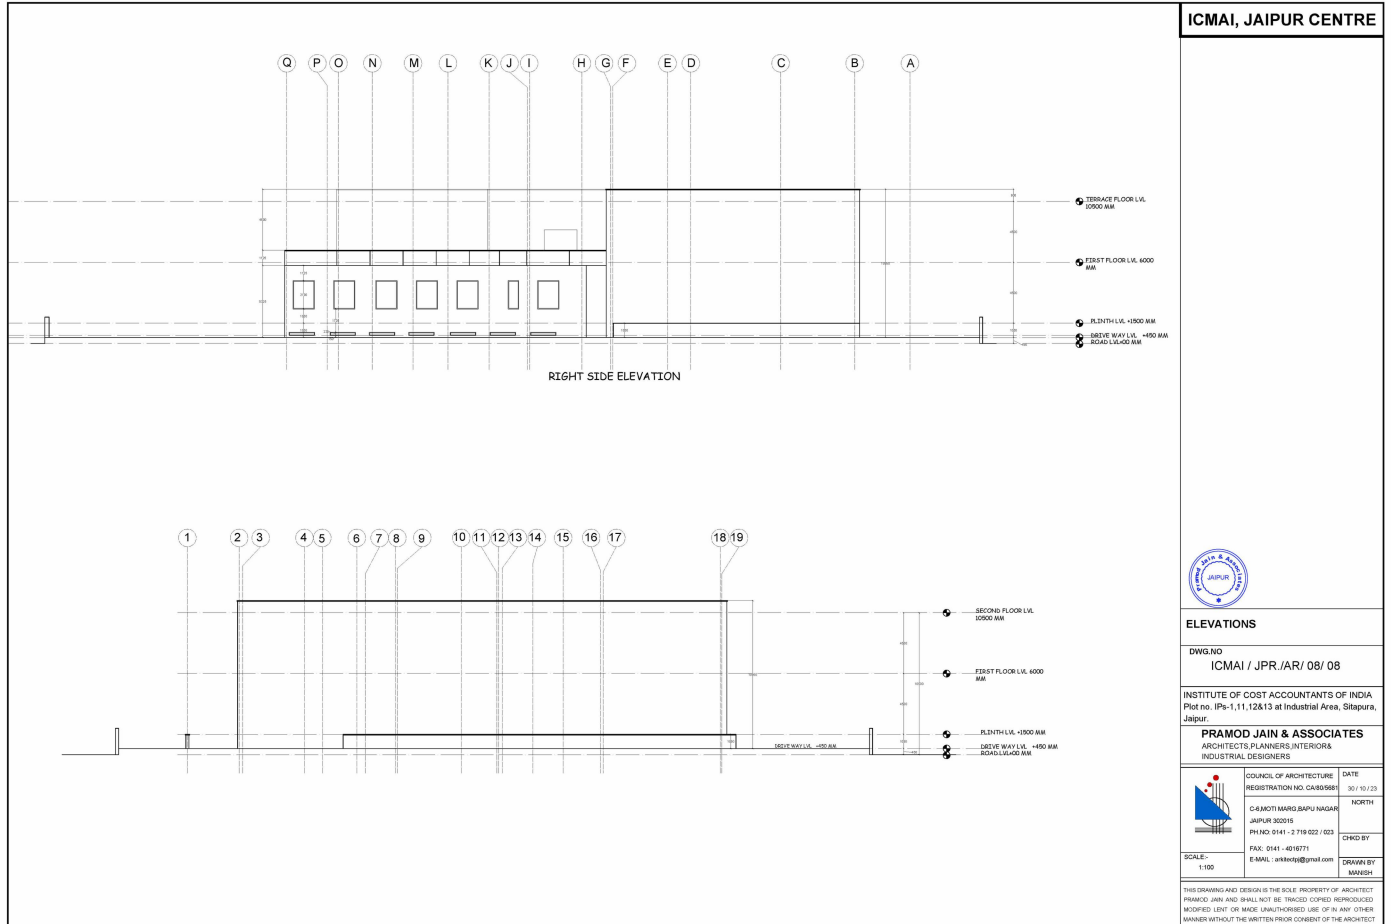 ICMAI, JAIPUR CENTRE
Q P O N M L K J I H G F E D C B A
TERRACE FLOOR LVL
10500 MM
FIRST FLOOR LVL 6000
MM
PLINTH LVL +1500 MM
DRIVE WAY LVL +450 MM
ROAD LVL±00 MM
RIGHT SIDE ELEVATION
1 2 3 4 5 6 7 8 9 10 11 12 13 14 15 16 17 18 19
SECOND FLOOR LVL
10500 MM
FIRST FLOOR LVL 6000
MM
PLINTH LVL +1500 MM
DRIVE WAY LVL +450 MM
DRIVE WAY LVL +450 MM
ROAD LVL±00 MM
Pramod Jain & Associates
JAIPUR
ELEVATIONS
DWG.NO
ICMAI / JPR./AR/ 08/ 08
INSTITUTE OF COST ACCOUNTANTS OF INDIA
Plot no. IPs-1,11,12&13 at Industrial Area, Sitapura,
Jaipur.
PRAMOD JAIN & ASSOCIATES
ARCHITECTS,PLANNERS,INTERIOR&
INDUSTRIAL DESIGNERS
COUNCIL OF ARCHITECTURE
REGISTRATION NO. CA/80/5681
C-6,MOTI MARG,BAPU NAGAR
JAIPUR 302015
PH.NO: 0141 - 2 719 022 / 023
FAX: 0141 - 4016771
E-MAIL : arkitectpj@gmail.com
DATE
30 / 10 / 23
NORTH
CHKD BY
DRAWN BY
MANISH
SCALE:-
1:100
THIS DRAWING AND DESIGN IS THE SOLE PROPERTY OF ARCHITECT
PRAMOD JAIN AND SHALL NOT BE TRACED COPIED REPRODUCED
MODIFIED LENT OR MADE UNAUTHORISED USE OF IN ANY OTHER
MANNER WITHOUT THE WRITTEN PRIOR CONSENT OF THE ARCHITECT